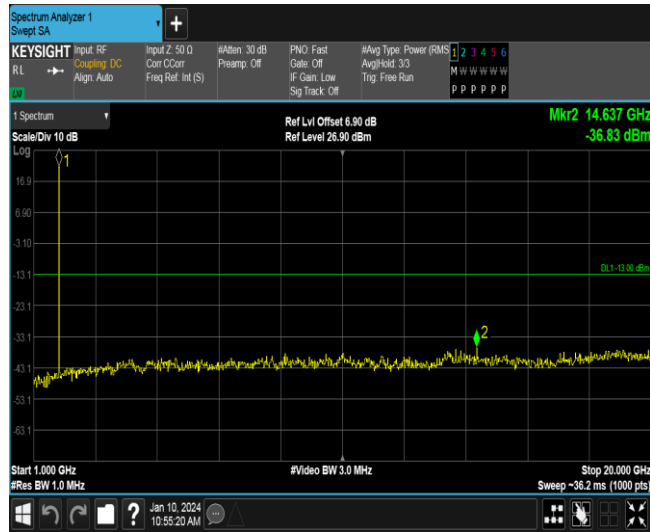 Spectrum Analyzer 1
Swept SA
KEYSIGHT
RL
LXI
Input: RF
Coupling: DC
Align: Auto
Input Z: 50 Ω
Corr CCorr
Freq Ref: Int (S)
#Atten: 30 dB
Preamp: Off
PNO: Fast
Gate: Off
IF Gain: Low
Sig Track: Off
#Avg Type: Power (RMS
Avg|Hold: 3/3
Trig: Free Run
1 2 3 4 5 6
M W W W W W
P P P P P P
1 Spectrum
Scale/Div 10 dB
Log
Ref Lvl Offset 6.90 dB
Ref Level 26.90 dBm
Mkr2 14.637 GHz
-36.83 dBm
1
16.9
6.90
-3.10
-13.1
DL1 -13.00 dBm
-23.1
-33.1
2
-43.1
-53.1
-63.1
Start 1.000 GHz
#Res BW 1.0 MHz
#Video BW 3.0 MHz
Stop 20.000 GHz
Sweep ~36.2 ms (1000 pts)
?
Jan 10, 2024
10:55:20 AM